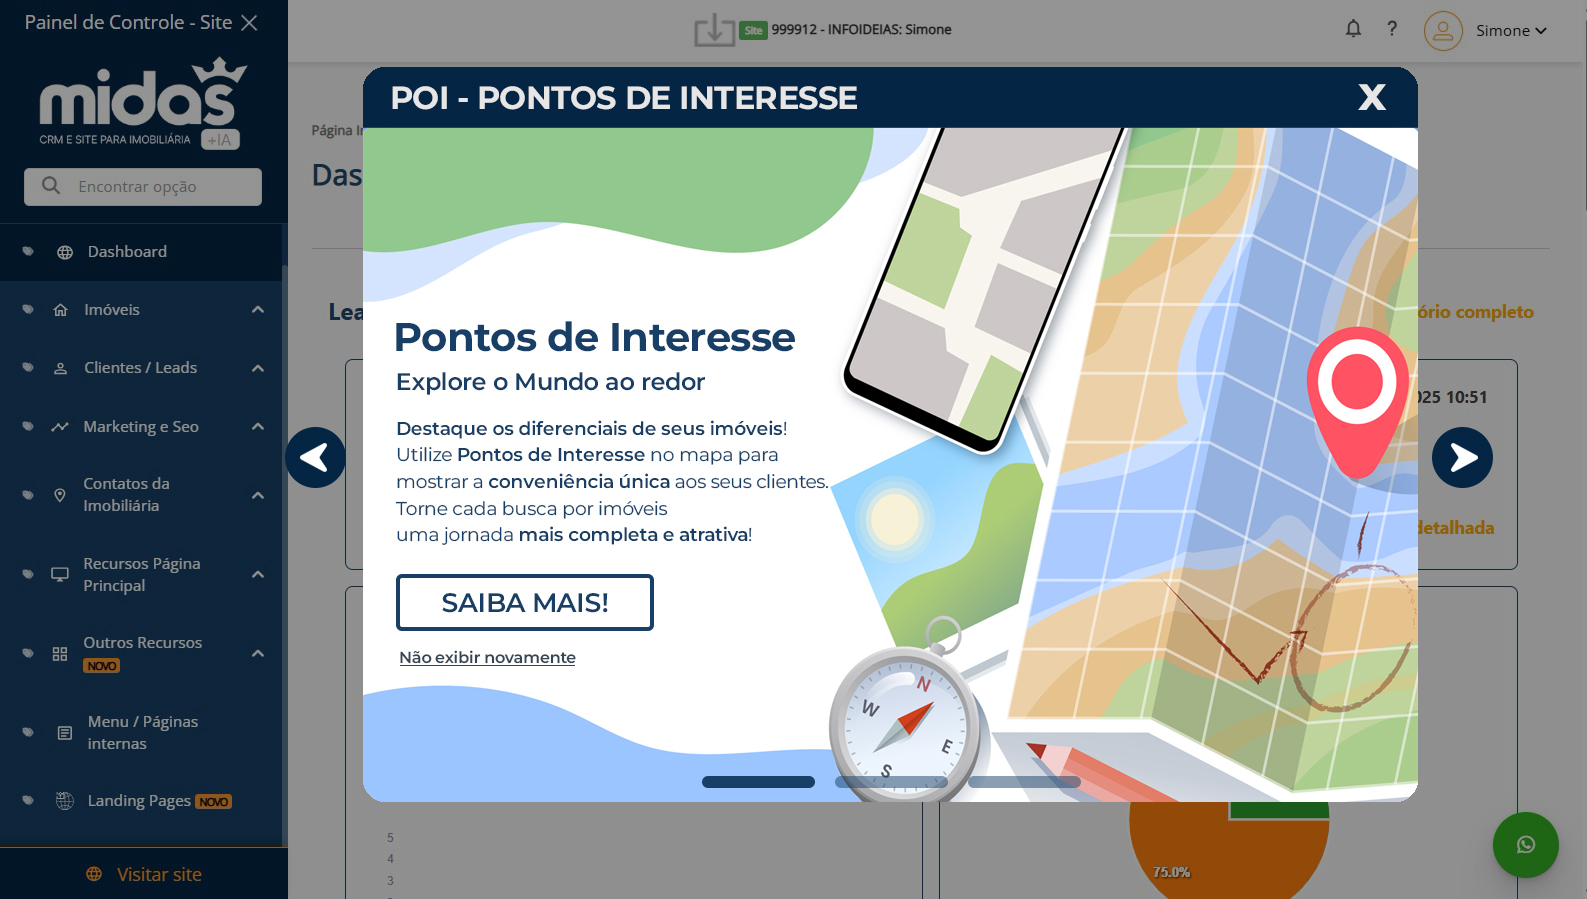 Painel de Controle - Site
midas
CRM E SITE PARA IMOBILIÁRIA +IA
Encontrar opção
Dashboard
Imóveis
Clientes / Leads
Marketing e Seo
Contatos da
Imobiliária
Recursos Página
Principal
Outros Recursos
NOVO
Menu / Páginas
internas
Landing Pages NOVO
Visitar site
Site 999912 - INFOIDEIAS: Simone
? Simone
Página I
Das
Lea
ório completo
025 10:51
detalhada
POI - PONTOS DE INTERESSE X
Pontos de Interesse
Explore o Mundo ao redor
Destaque os diferenciais de seus imóveis!
Utilize Pontos de Interesse no mapa para
mostrar a conveniência única aos seus clientes.
Torne cada busca por imóveis
uma jornada mais completa e atrativa!
SAIBA MAIS!
Não exibir novamente
N
W
E
S
5
4
3
75.0%